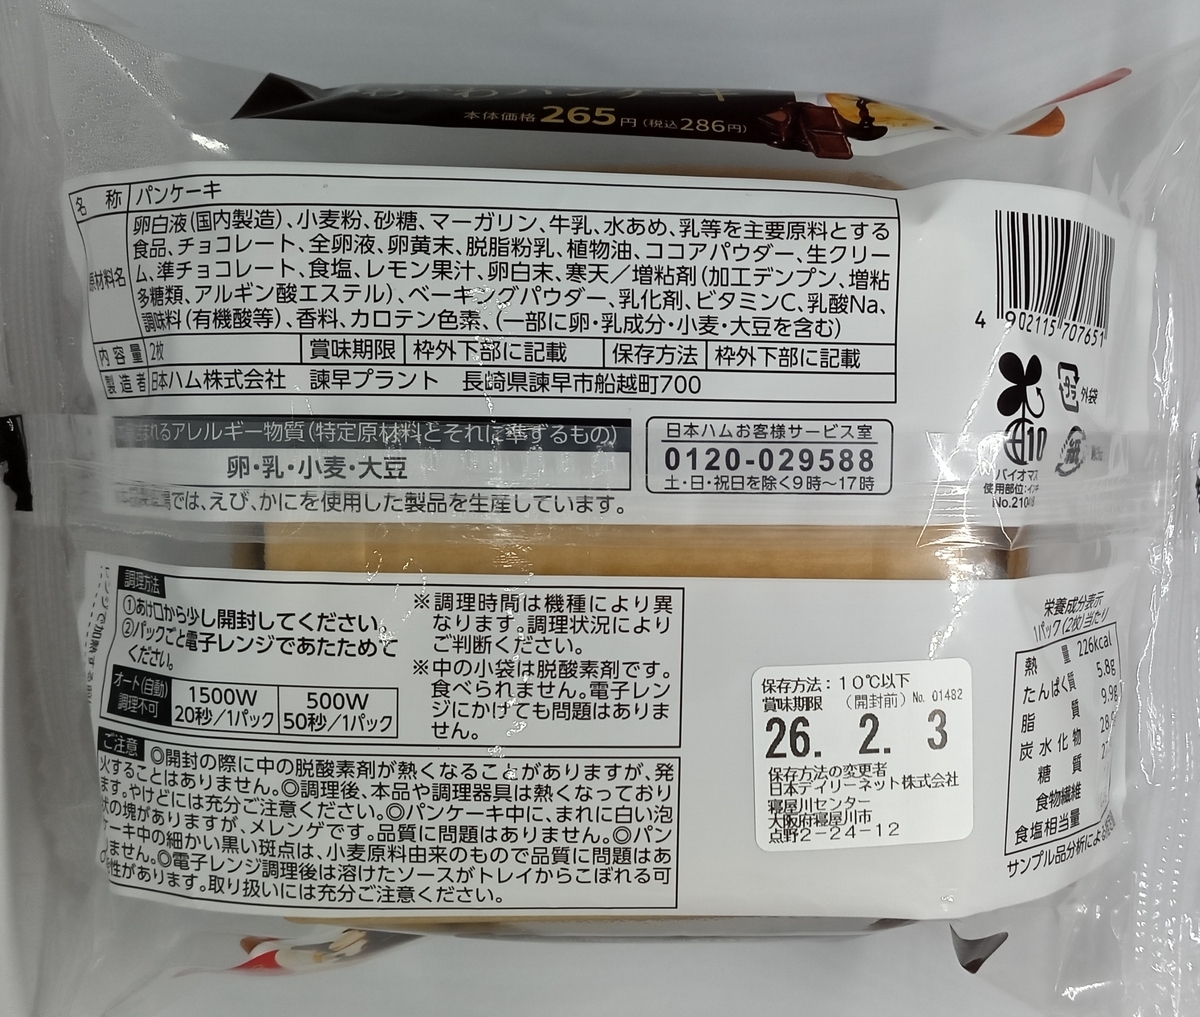 わふわパンケーキ
本体価格265円(税込286円)
名 称 パンケーキ
原材料名 卵白液(国内製造)、小麦粉、砂糖、マーガリン、牛乳、水あめ、乳等を主要原料とする
食品、チョコレート、全卵液、卵黄末、脱脂粉乳、植物油、ココアパウダー、生クリー
ム、準チョコレート、食塩、レモン果汁、卵白末、寒天／増粘剤(加工デンプン、増粘
多糖類、アルギン酸エステル)、ベーキングパウダー、乳化剤、ビタミンC、乳酸Na、
調味料(有機酸等)、香料、カロテン色素、(一部に卵・乳成分・小麦・大豆を含む)
内容量 2枚 賞味期限 枠外下部に記載 保存方法 枠外下部に記載
製造者 日本ハム株式会社 諫早プラント 長崎県諫早市船越町700
4 902115 707651
外袋
バイオマス
使用部位:インキ
まれるアレルギー物質(特定原材料とそれに準ずるもの)
卵・乳・小麦・大豆
では、えび、かにを使用した製品を生産しています。
日本ハムお客様サービス室
0120-029588
土・日・祝日を除く9時〜17時
調理方法
①あけ口から少し開封してください。
②パックごと電子レンジであたためて
ください。
オート(自動)調理不可
1500W 20秒／1パック
500W 50秒／1パック
※調理時間は機種により異
なります。調理状況により
ご判断ください。
※中の小袋は脱酸素剤です。
食べられません。電子レン
ジにかけても問題はありま
せん。
ご注意 ◎開封の際に中の脱酸素剤が熱くなることがありますが、発
火することはありません。◎調理後、本品や調理器具は熱くなっており
ます。やけどには充分ご注意ください。◎パンケーキ中に、まれに白い泡
状の塊がありますが、メレンゲです。品質に問題はありません。◎パン
ケーキ中の細かい黒い斑点は、小麦原料由来のもので品質に問題はあ
りません。◎電子レンジ調理後は溶けたソースがトレイからこぼれる可
性があります。取り扱いには充分ご注意ください。
保存方法：10℃以下
賞味期限 (開封前) No. 01482
26. 2. 3
保存方法の変更者
日本デイリーネット株式会社
寝屋川センター
大阪府寝屋川市
点野2-24-12
栄養成分表示
1パック(2枚)当たり
熱量 226kcal
たんぱく質 5.8g
脂質 9.9g
炭水化物 28.
糖質
食物繊維
食塩相当量
サンプル品分析による